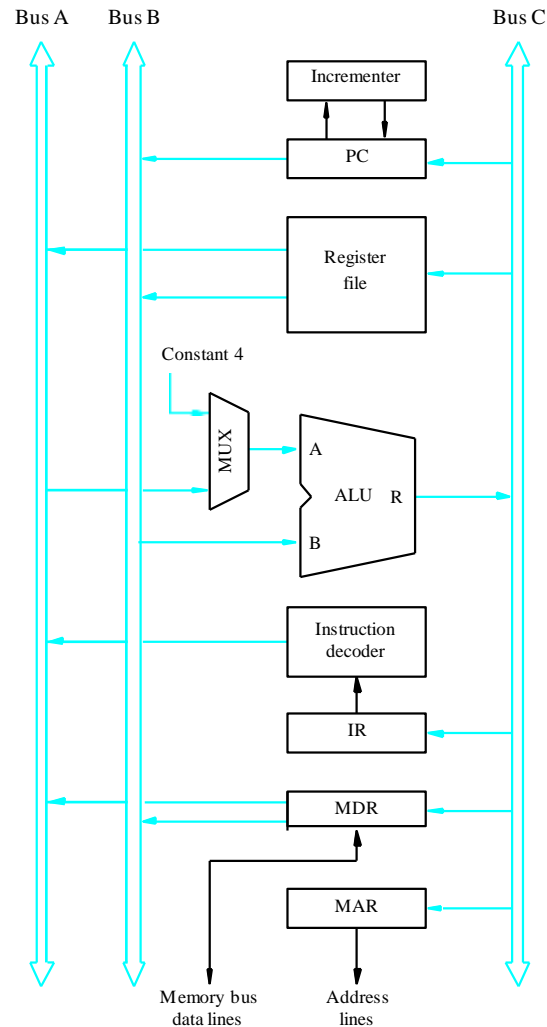 Bus A
Bus B
Bus C
Incrementer
PC
Register
file
Constant 4
MUX
A
ALU
R
B
Instruction
decoder
IR
MDR
MAR
Memory bus
data lines
Address
lines